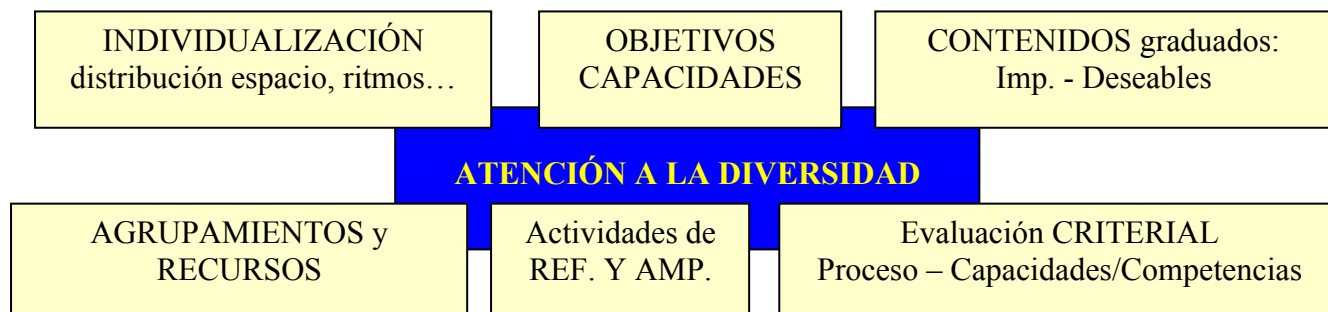 INDIVIDUALIZACIÓN
distribución espacio, ritmos…
OBJETIVOS
CAPACIDADES
CONTENIDOS graduados:
Imp. - Deseables
ATENCIÓN A LA DIVERSIDAD
AGRUPAMIENTOS y
RECURSOS
Actividades de
REF. Y AMP.
Evaluación CRITERIAL
Proceso – Capacidades/Competencias